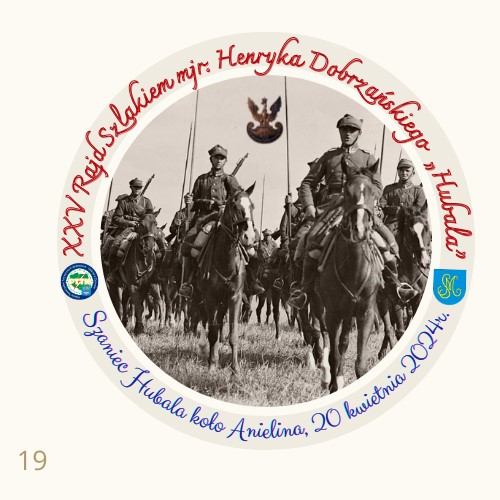 XXV Rajd Szlakiem mjr. Henryka Dobrzańskiego „Hubala”
Szaniec Hubala koło Anielina, 20 kwietnia 2024r.
19